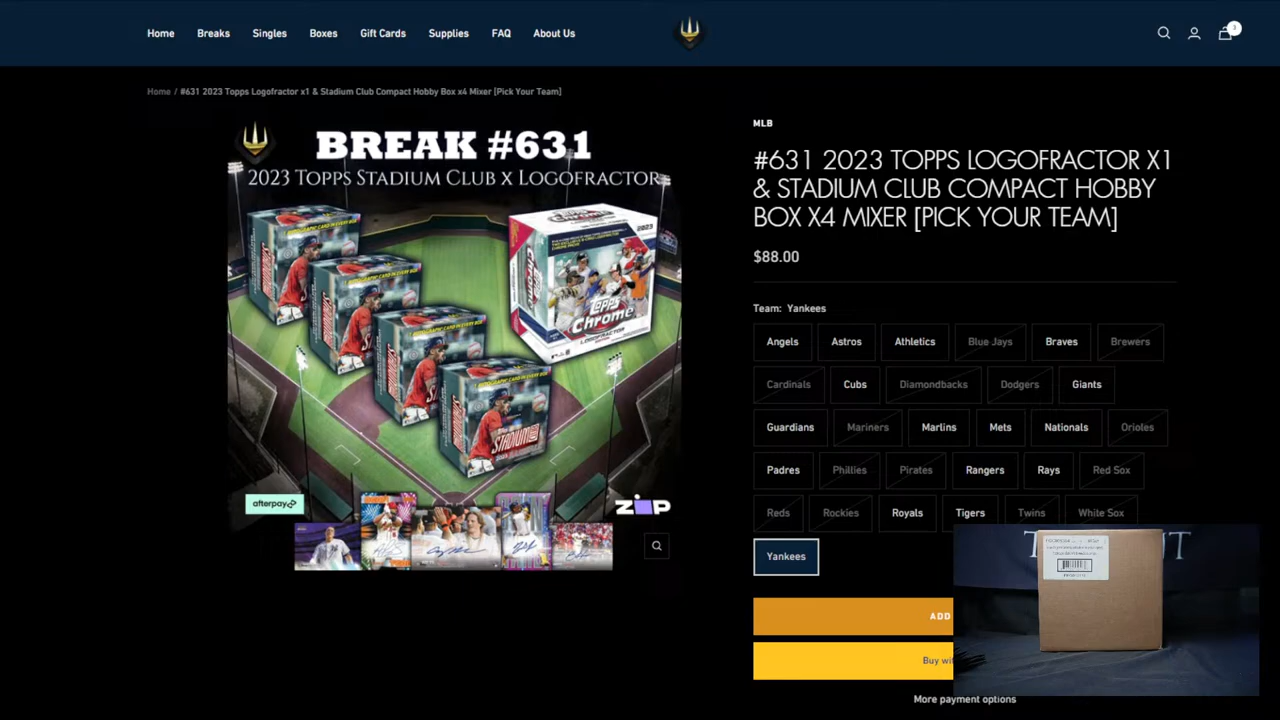 Home Breaks Singles Boxes Gift Cards Supplies FAQ About Us
3
Home / #631 2023 Topps Logofractor x1 & Stadium Club Compact Hobby Box x4 Mixer [Pick Your Team]
BREAK #631
2023 TOPPS STADIUM CLUB X LOGOFRACTOR
2023
TOPPS
Chrome
STADIUM
afterpay
ZIP
MLB
#631 2023 TOPPS LOGOFRACTOR X1
& STADIUM CLUB COMPACT HOBBY
BOX X4 MIXER [PICK YOUR TEAM]
$88.00
Team: Yankees
Angels Astros Athletics Blue Jays Braves Brewers
Cardinals Cubs Diamondbacks Dodgers Giants
Guardians Mariners Marlins Mets Nationals Orioles
Padres Phillies Pirates Rangers Rays Red Sox
Reds Rockies Royals Tigers Twins White Sox
Yankees
ADD
Buy wi
More payment options